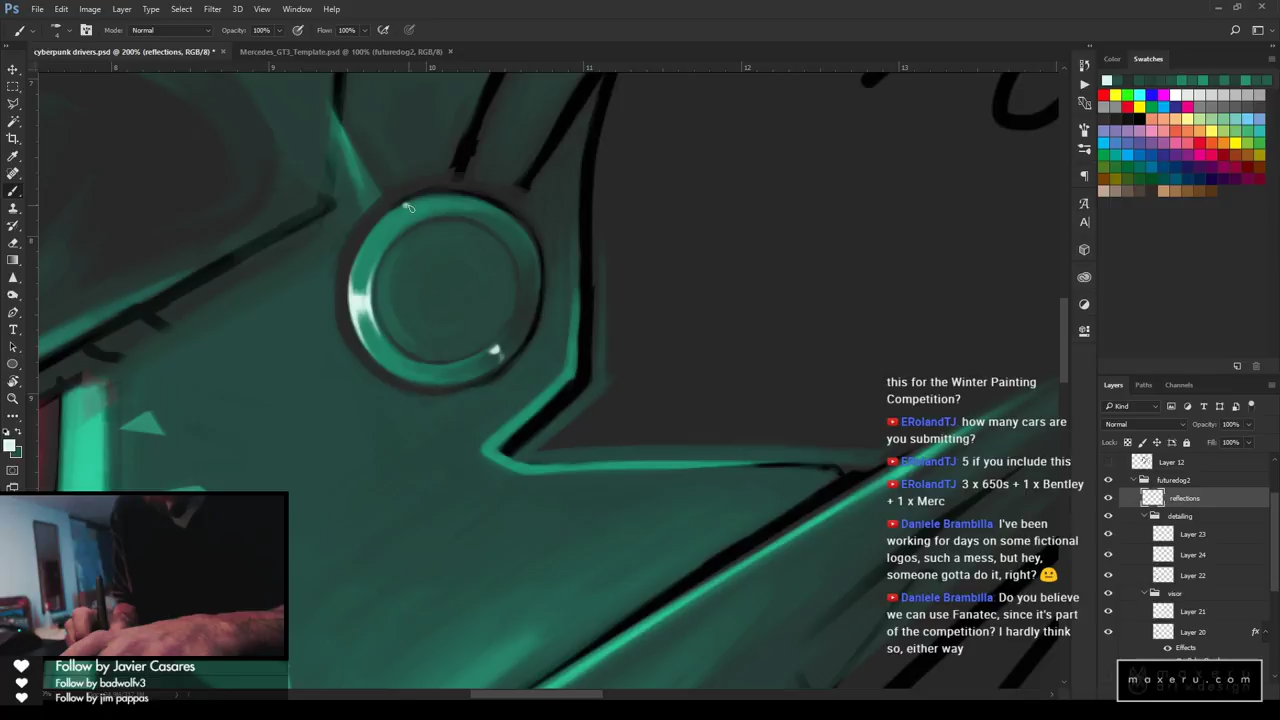 Ps File Edit Image Layer Type Select Filter 3D View Window Help
4 Mode: Normal Opacity: 100% Flow: 100%
cyberpunk drivers.psd @ 200% (reflections, RGB/8) * × Mercedes_GT3_Template.psd @ 100% (futuredog2, RGB/8) ×
Color Swatches
8 9 10 11 12 13
7
8
9
this for the Winter Painting
Competition?
ERolandTJ how many cars are
you submitting?
ERolandTJ 5 if you include this
ERolandTJ 3 x 650s + 1 x Bentley
+ 1 x Merc
Daniele Brambilla I've been
working for days on some fictional
logos, such a mess, but hey,
someone gotta do it, right? 😐
Daniele Brambilla Do you believe
we can use Fanatec, since it's part
of the competition? I hardly think
so, either way
Layers Paths Channels
Kind
Normal Opacity: 100%
Lock: Fill: 100%
Layer 12
futuredog2
reflections
detailing
Layer 23
Layer 24
Layer 22
visor
Layer 21
Layer 20 fx
Effects
Follow by Javier Casares
Follow by badwolfv3
Follow by jim pappas
maxeru.com